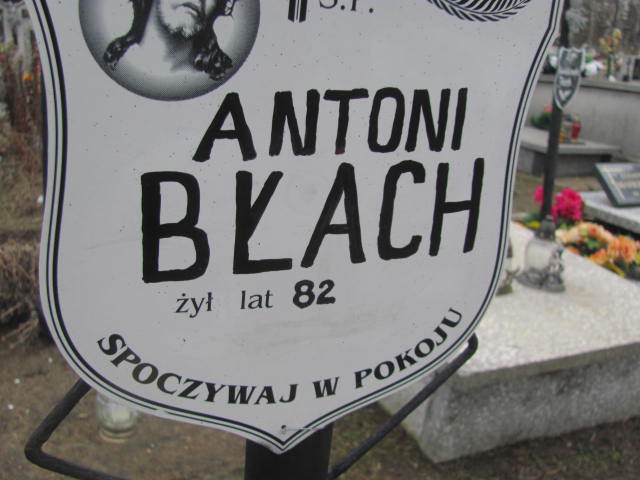 Ś.P.
ANTONI
BŁACH
żył lat 82
SPOCZYWAJ W POKOJU